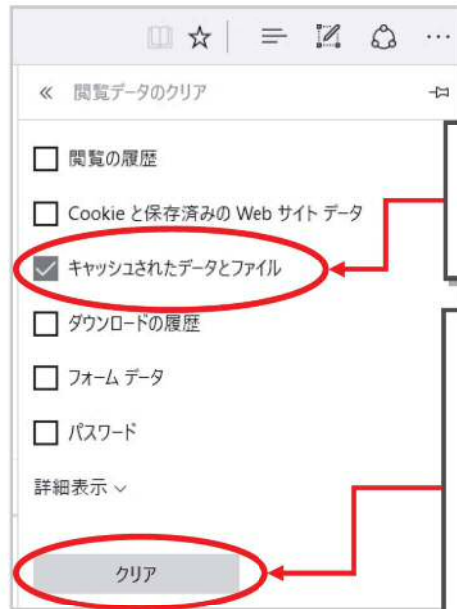 閲覧データのクリア
閲覧の履歴
Cookie と保存済みの Web サイト データ
キャッシュされたデータとファイル
ダウンロードの履歴
フォーム データ
パスワード
詳細表示
クリア